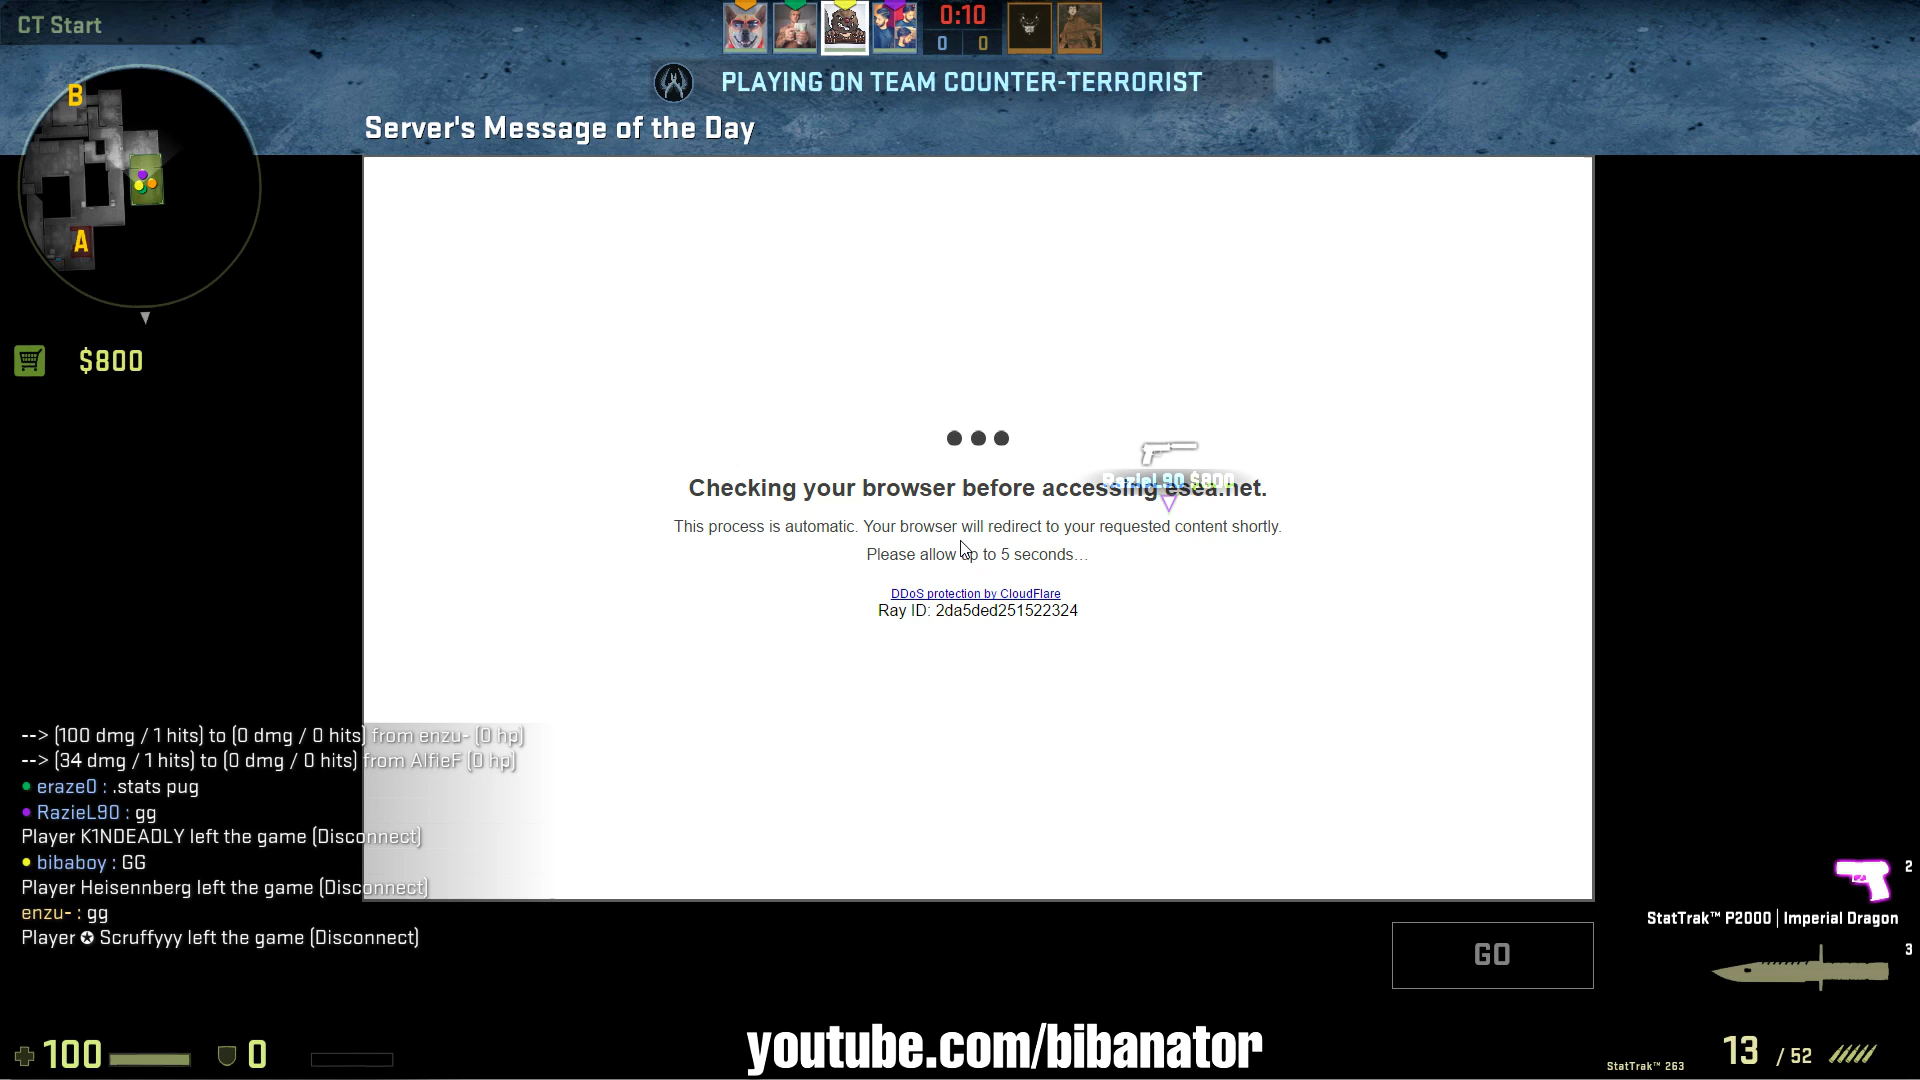 CT Start
0:10
0 0
PLAYING ON TEAM COUNTER-TERRORIST
Server's Message of the Day
B
A
$800
RazieL90 $800
Checking your browser before accessing esea.net.
This process is automatic. Your browser will redirect to your requested content shortly.
Please allow up to 5 seconds…
DDoS protection by CloudFlare
Ray ID: 2da5ded251522324
--> (100 dmg / 1 hits) to (0 dmg / 0 hits) from enzu- (0 hp)
--> (34 dmg / 1 hits) to (0 dmg / 0 hits) from AlfieF (0 hp)
eraze0 : .stats pug
RazieL90 : gg
Player K1NDEADLY left the game (Disconnect)
bibaboy : GG
Player Heisennberg left the game (Disconnect)
enzu- : gg
Player ✪ Scruffyyy left the game (Disconnect)
2
StatTrak™ P2000 | Imperial Dragon
3
GO
100 0
youtube.com/bibanator
StatTrak™ 263
13 / 52